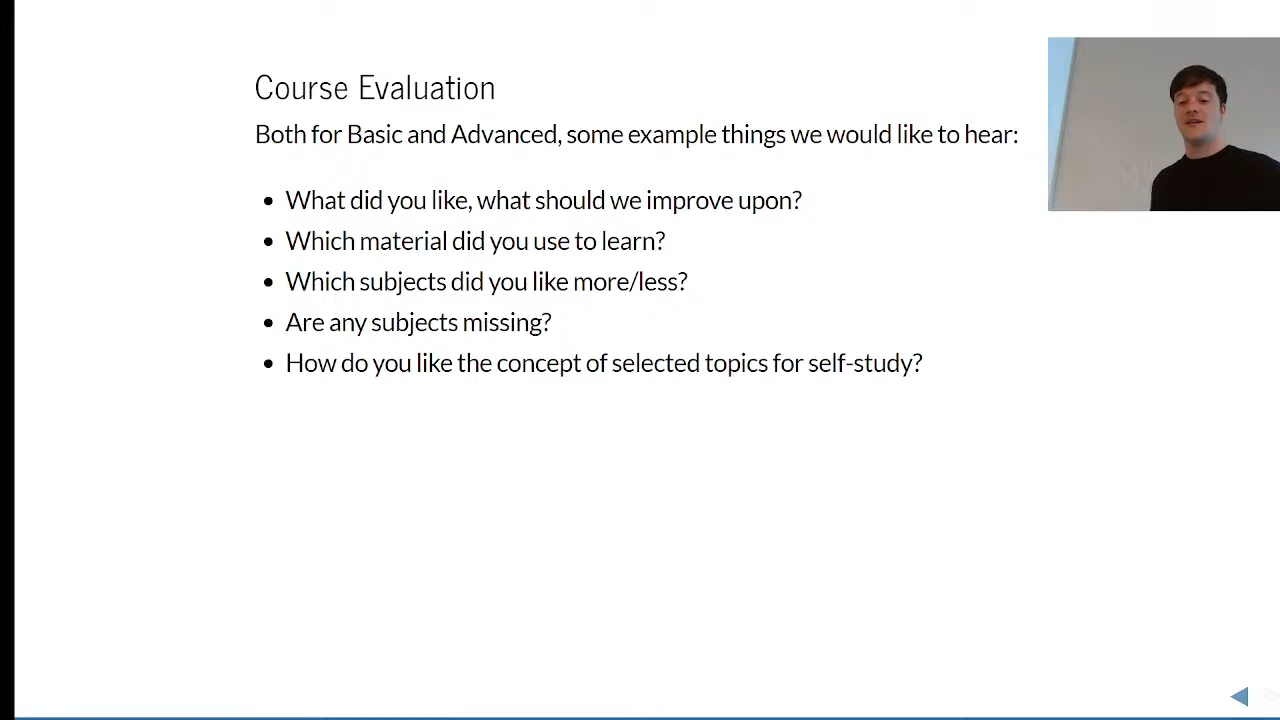 Course Evaluation
Both for Basic and Advanced, some example things we would like to hear:
• What did you like, what should we improve upon?
• Which material did you use to learn?
• Which subjects did you like more/less?
• Are any subjects missing?
• How do you like the concept of selected topics for self-study?